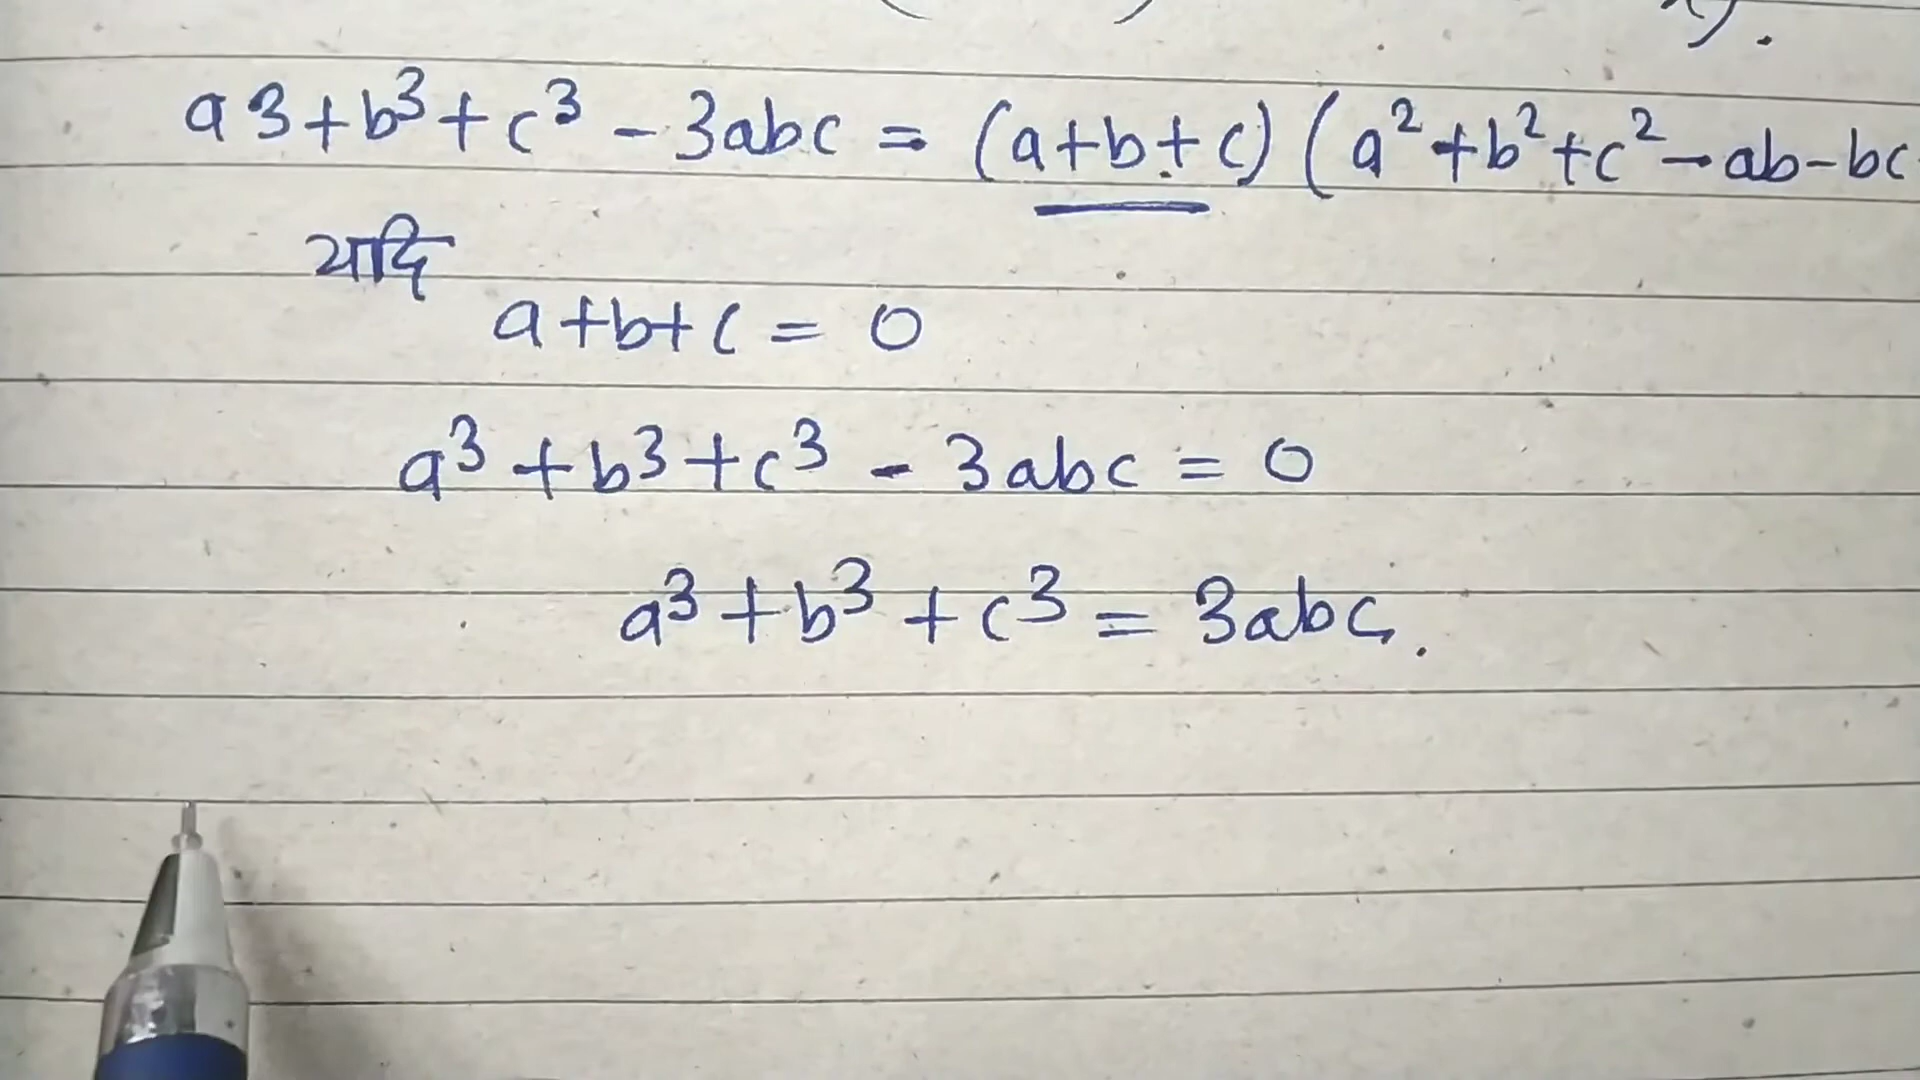 a3+b³+c³ - 3abc = (a+b+c) (a²+b²+c²-ab-bc
यदि
a+b+c = 0
a³+b³+c³ - 3abc = 0
a³+b³+c³ = 3abc.